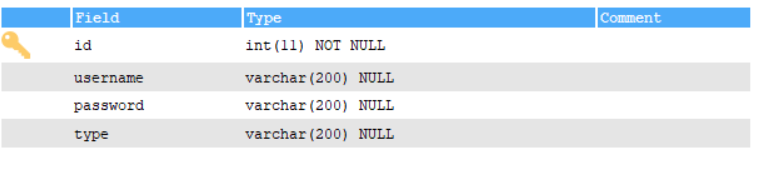 Field Type Comment
id int(11) NOT NULL
username varchar(200) NULL
password varchar(200) NULL
type varchar(200) NULL